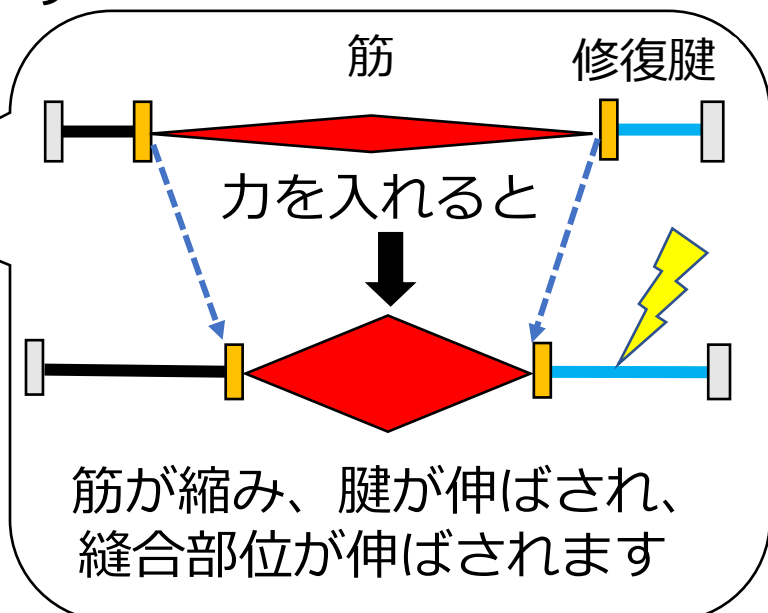 筋
修復腱
力を入れると
筋が縮み、腱が伸ばされ、
縫合部位が伸ばされます